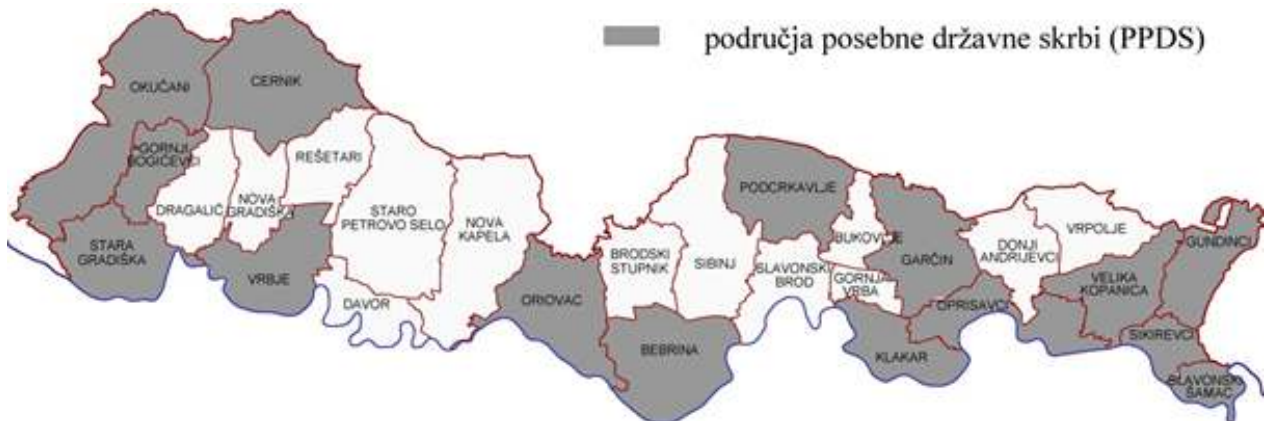 područja posebne državne skrbi (PPDS)
OKUČANI
CERNIK
GORNJI
BOGIČEVCI
REŠETARI
DRAGALIĆ
NOVA
GRADIŠKA
STARO
PETROVO SELO
NOVA
KAPELA
STARA
GRADIŠKA
VRBJE
DAVOR
ORIOVAC
BRODSKI
STUPNIK
SIBINJ
BEBRINA
PODCRKAVLJE
SLAVONSKI
BROD
BUKOVLJE
GORNJA
VRBA
GARČIN
KLAKAR
OPRISAVCI
DONJI
ANDRIJEVCI
VRPOLJE
VELIKA
KOPANICA
GUNDINCI
SIKIREVCI
SLAVONSKI
ŠAMAC